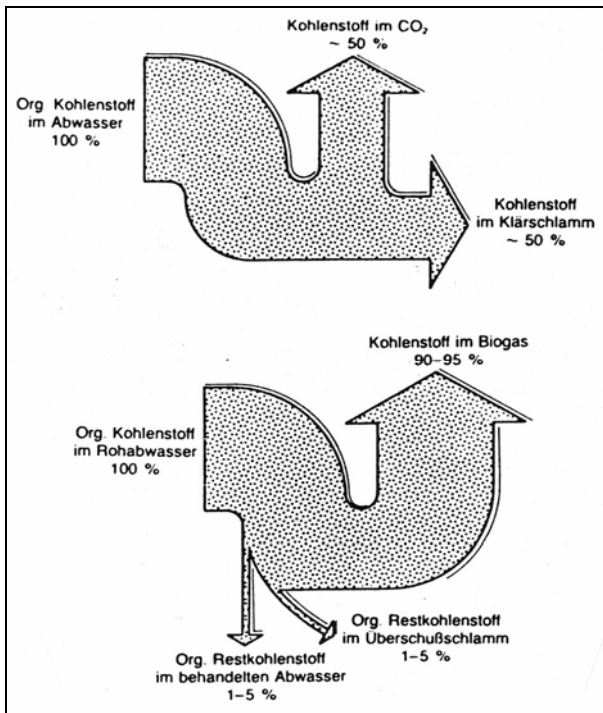 Kohlenstoff im CO₂
~ 50 %
Org. Kohlenstoff
im Abwasser
100 %
Kohlenstoff
im Klärschlamm
~ 50 %
Kohlenstoff im Biogas
90-95 %
Org. Kohlenstoff
im Rohabwasser
100 %
Org. Restkohlenstoff
im Überschußschlamm
1-5 %
Org. Restkohlenstoff
im behandelten Abwasser
1-5 %